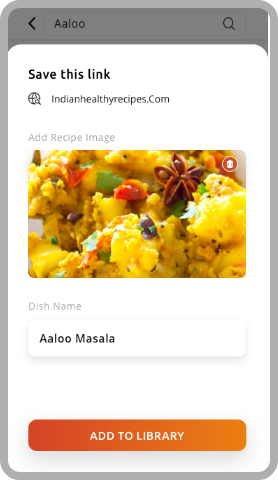 Aaloo
Save this link
Indianhealthyrecipes.Com
Add Recipe Image
Dish Name
Aaloo Masala
ADD TO LIBRARY